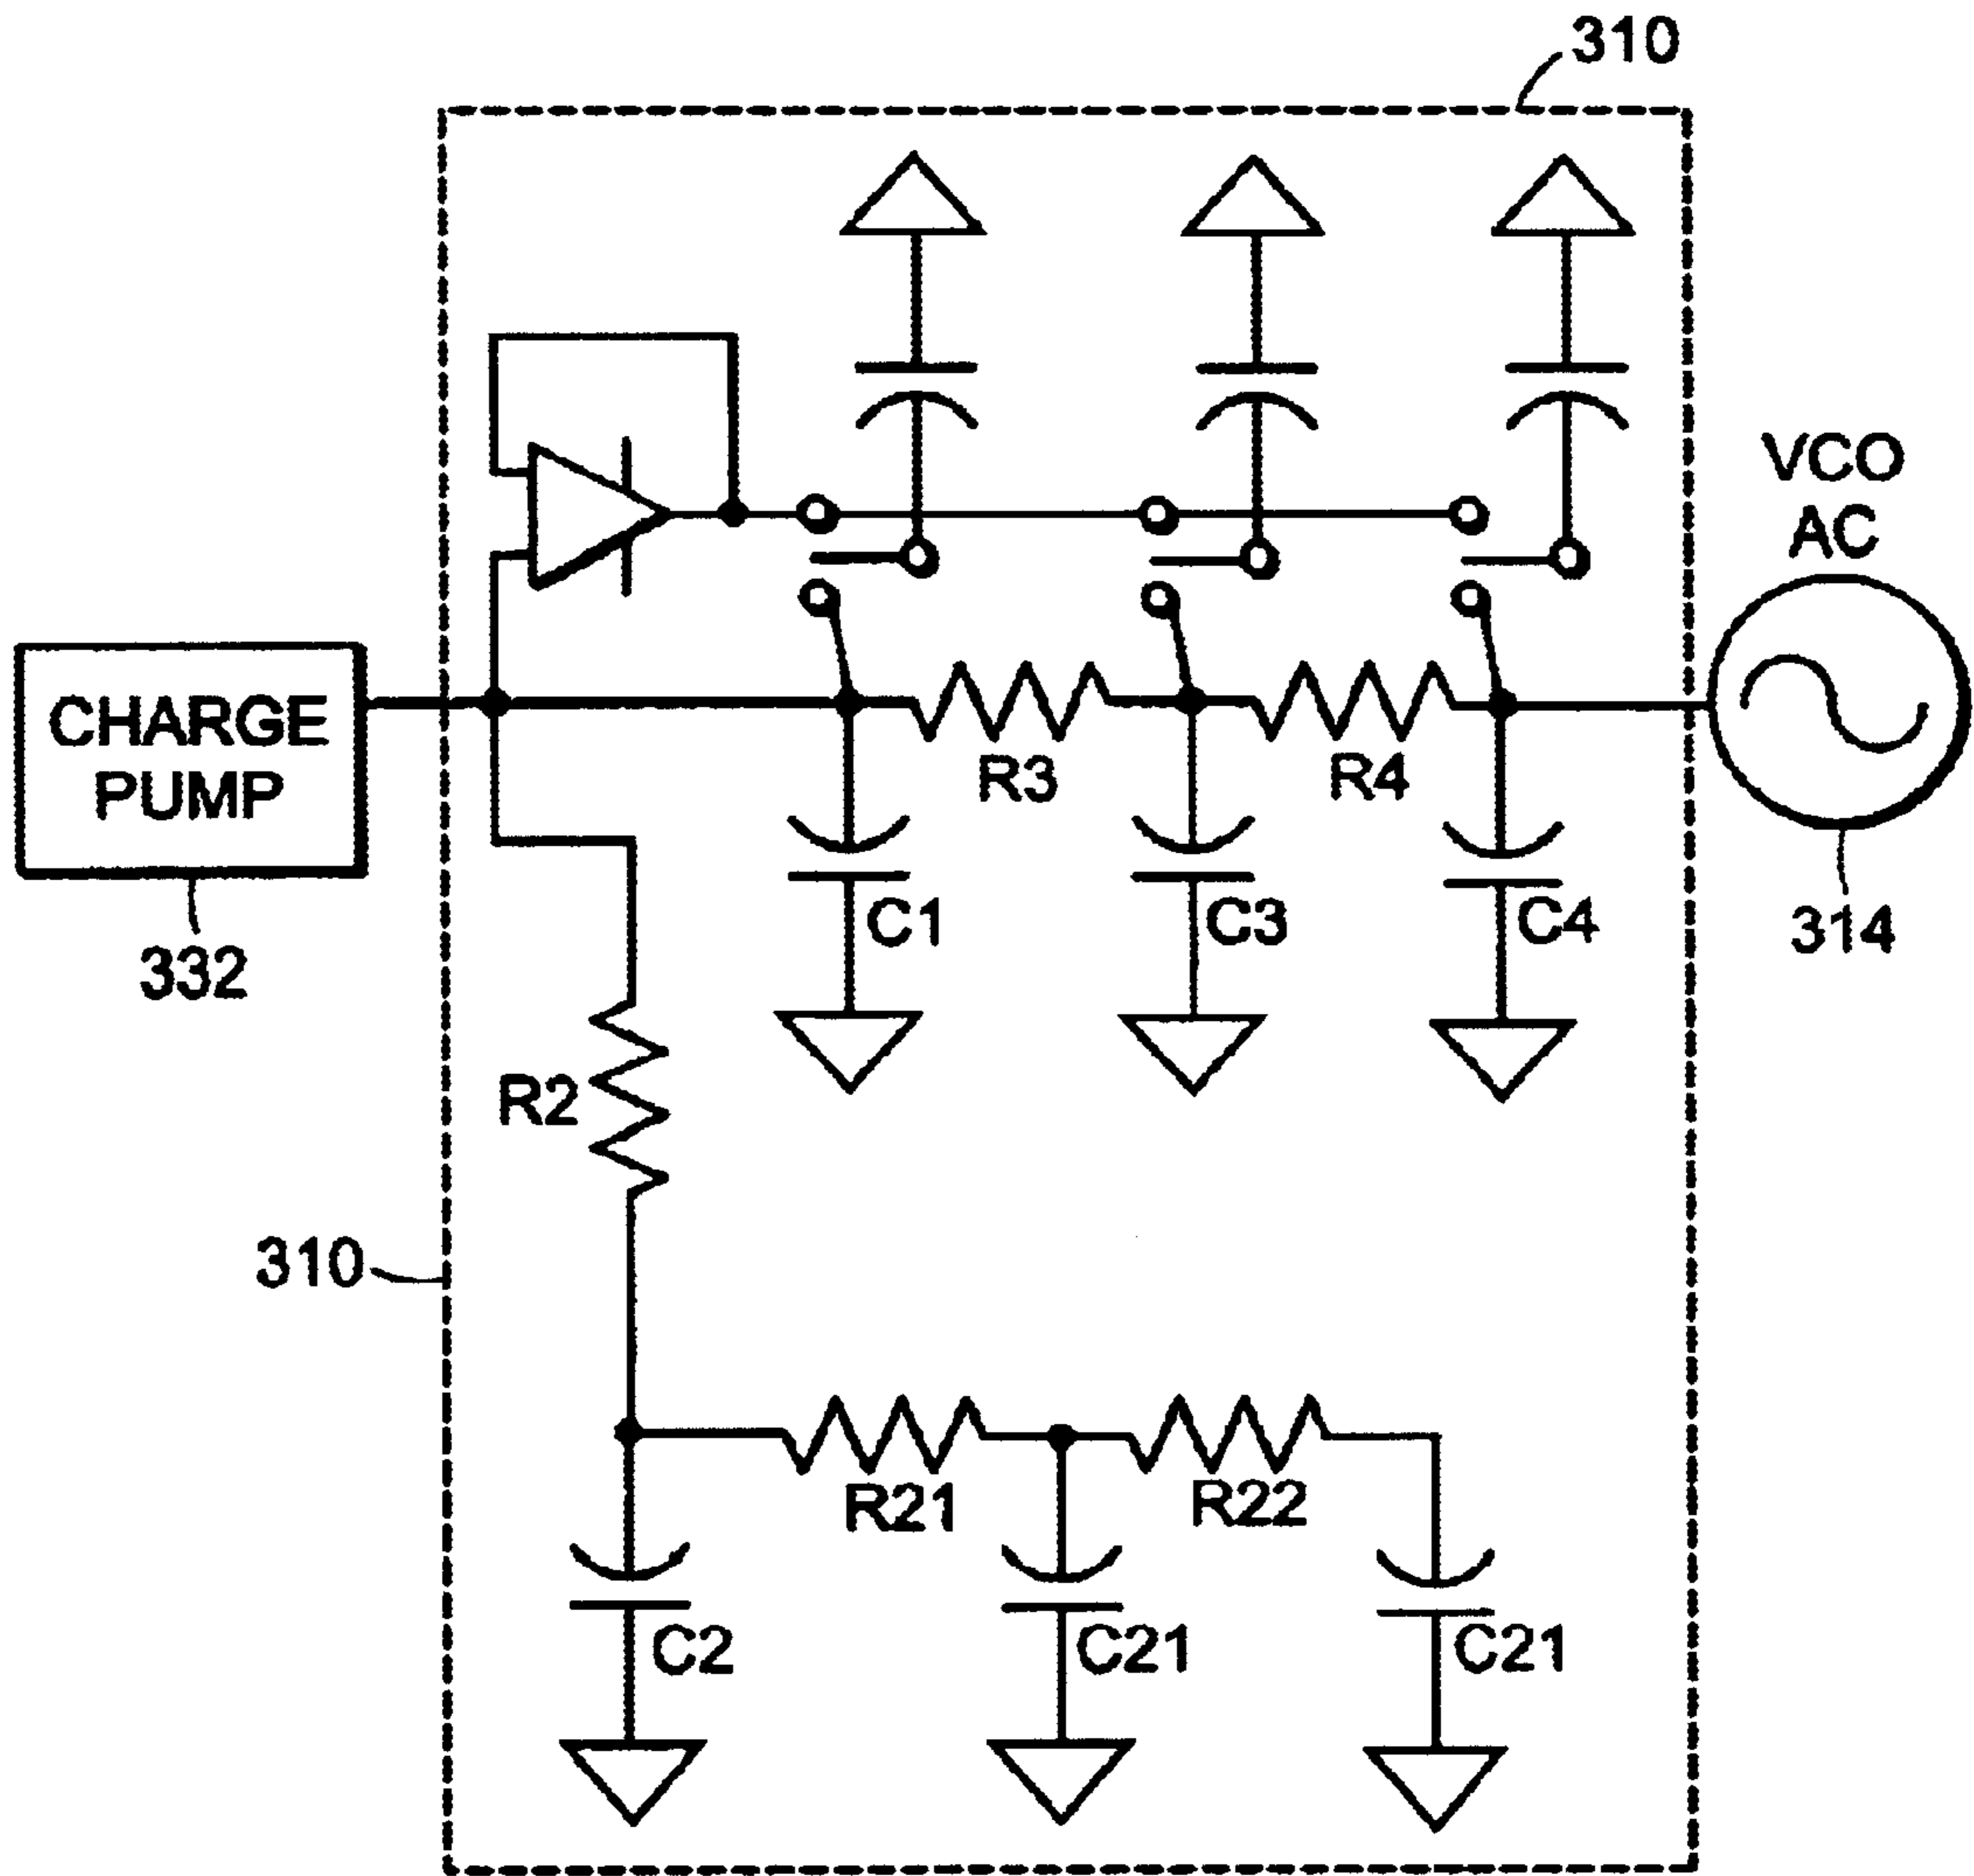 310
VCO
AC
CHARGE
PUMP
R3
R4
C1
C3
C4
314
332
R2
310
R21
R22
C2
C21
C21